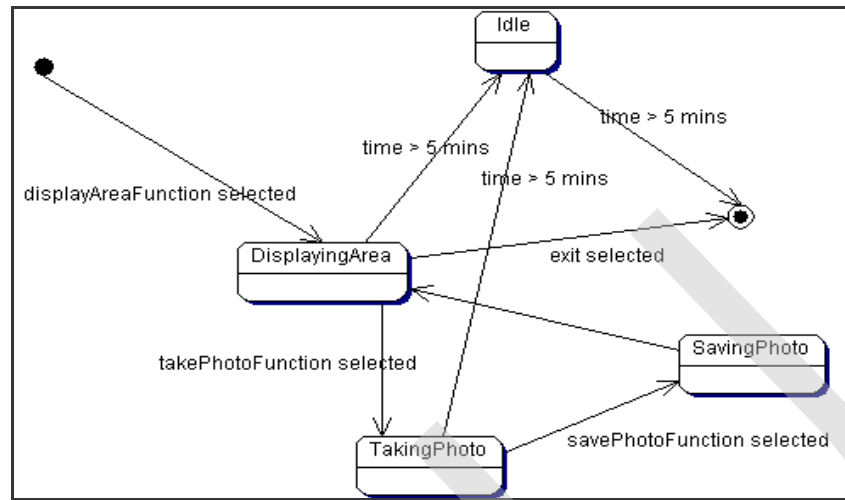 Idle
time > 5 mins
time > 5 mins
time > 5 mins
displayAreaFunction selected
DisplayingArea
exit selected
SavingPhoto
takePhotoFunction selected
TakingPhoto
savePhotoFunction selected